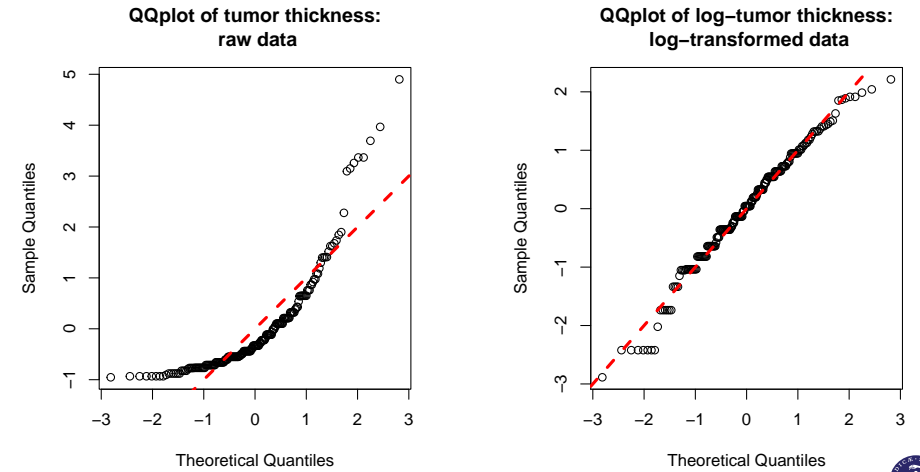 QQplot of tumor thickness:
raw data
5
4
3
2
1
0
−1
Sample Quantiles
−3 −2 −1 0 1 2 3
Theoretical Quantiles
QQplot of log−tumor thickness:
log−transformed data
2
1
0
−1
−2
−3
Sample Quantiles
−3 −2 −1 0 1 2 3
Theoretical Quantiles